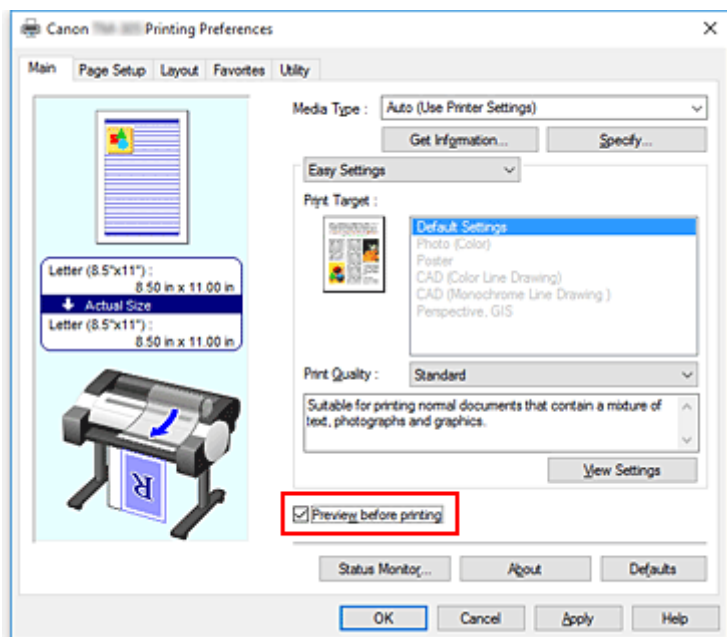 Canon Printing Preferences
Main Page Setup Layout Favorites Utility
Media Type : Auto (Use Printer Settings)
Get Information... Specify...
Easy Settings
Print Target :
Default Settings
Photo (Color)
Poster
CAD (Color Line Drawing)
CAD (Monochrome Line Drawing )
Perspective, GIS
Letter (8.5"x11") :
8.50 in x 11.00 in
Actual Size
Letter (8.5"x11") :
8.50 in x 11.00 in
Print Quality : Standard
Suitable for printing normal documents that contain a mixture of
text, photographs and graphics.
View Settings
R
Preview before printing
Status Monitor... About Defaults
OK Cancel Apply Help